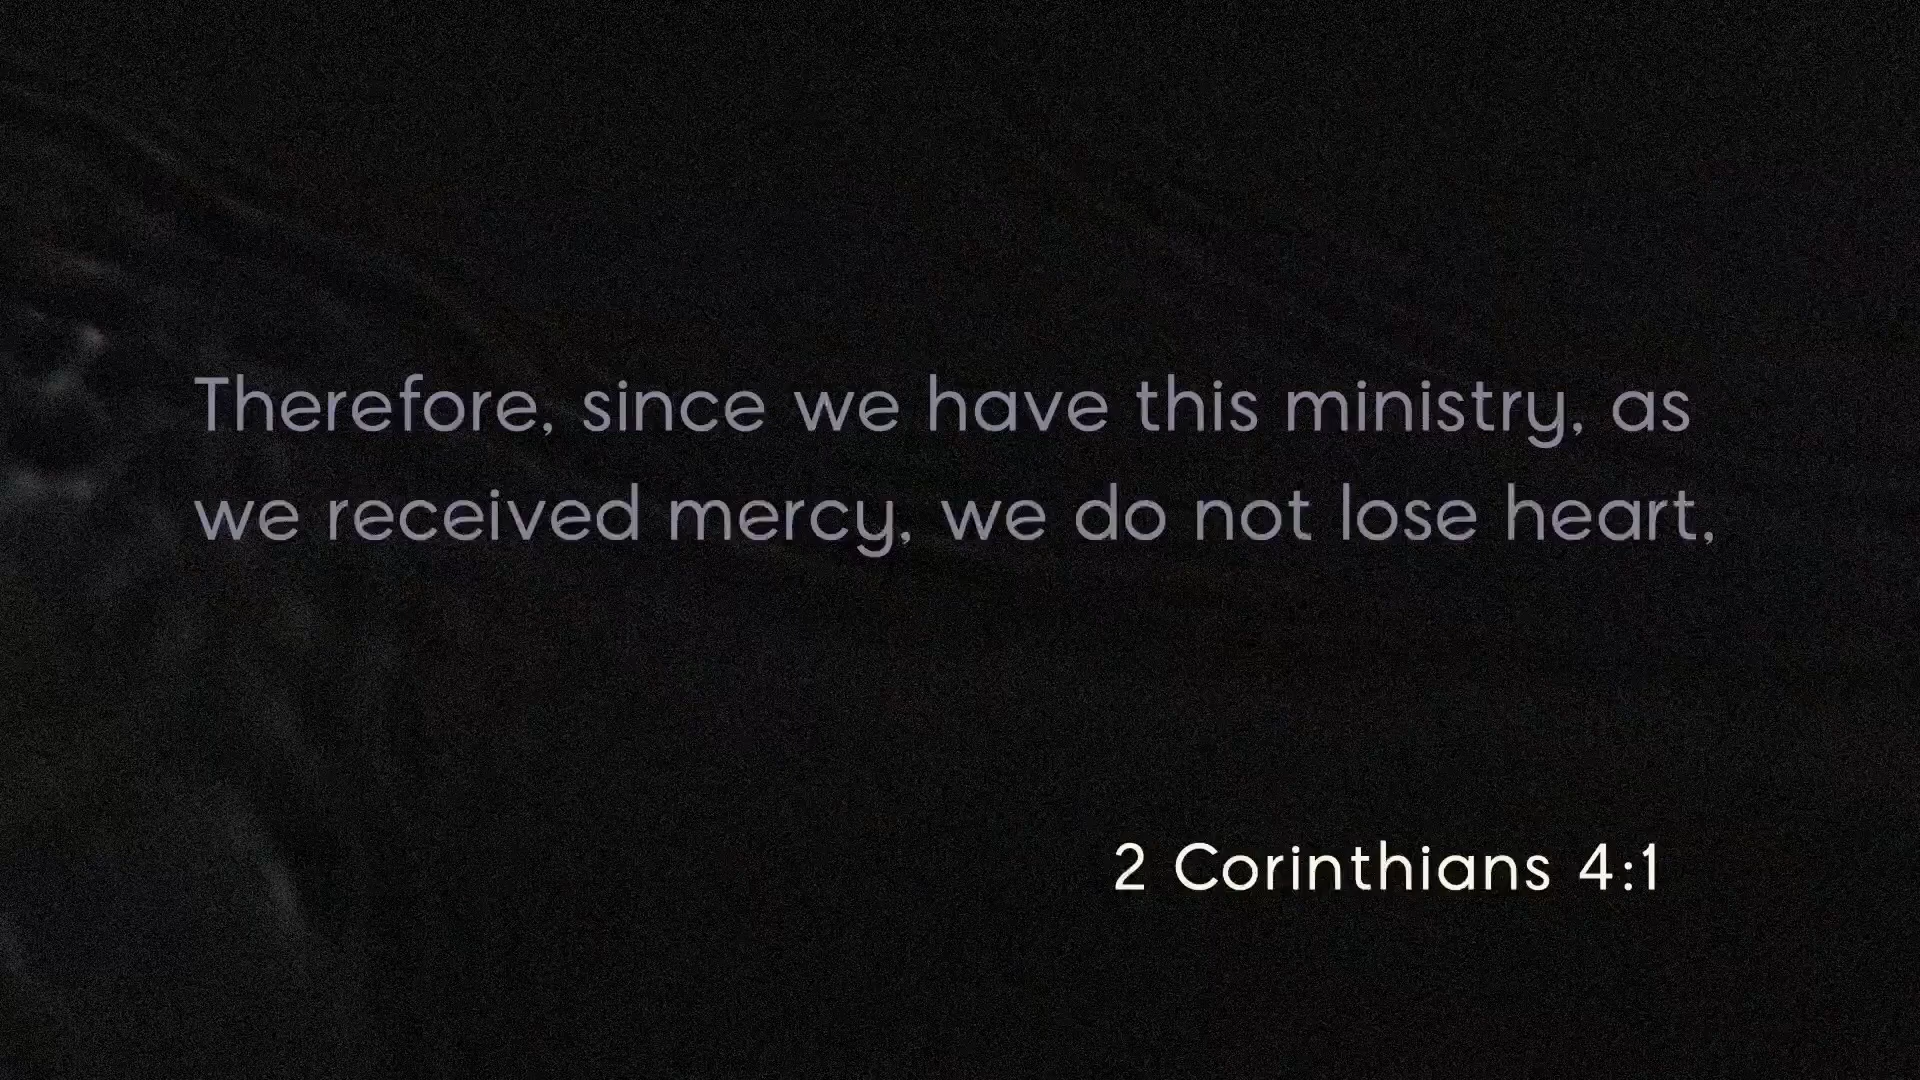 Therefore, since we have this ministry, as
we received mercy, we do not lose heart,
2 Corinthians 4:1